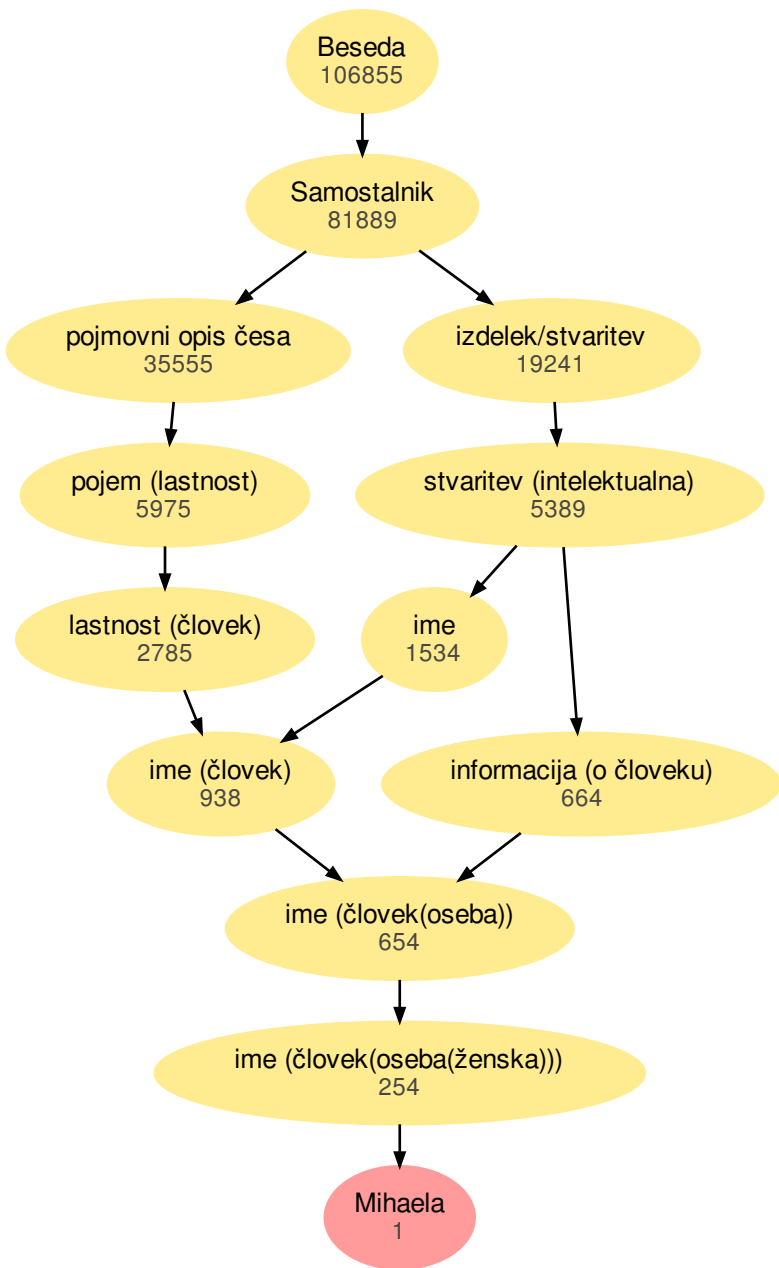 Beseda
106855
Samostalnik
81889
pojmovni opis česa
35555
izdelek/stvaritev
19241
pojem (lastnost)
5975
stvaritev (intelektualna)
5389
lastnost (človek)
2785
ime
1534
ime (človek)
938
informacija (o človeku)
664
ime (človek(oseba))
654
ime (človek(oseba(ženska)))
254
Mihaela
1